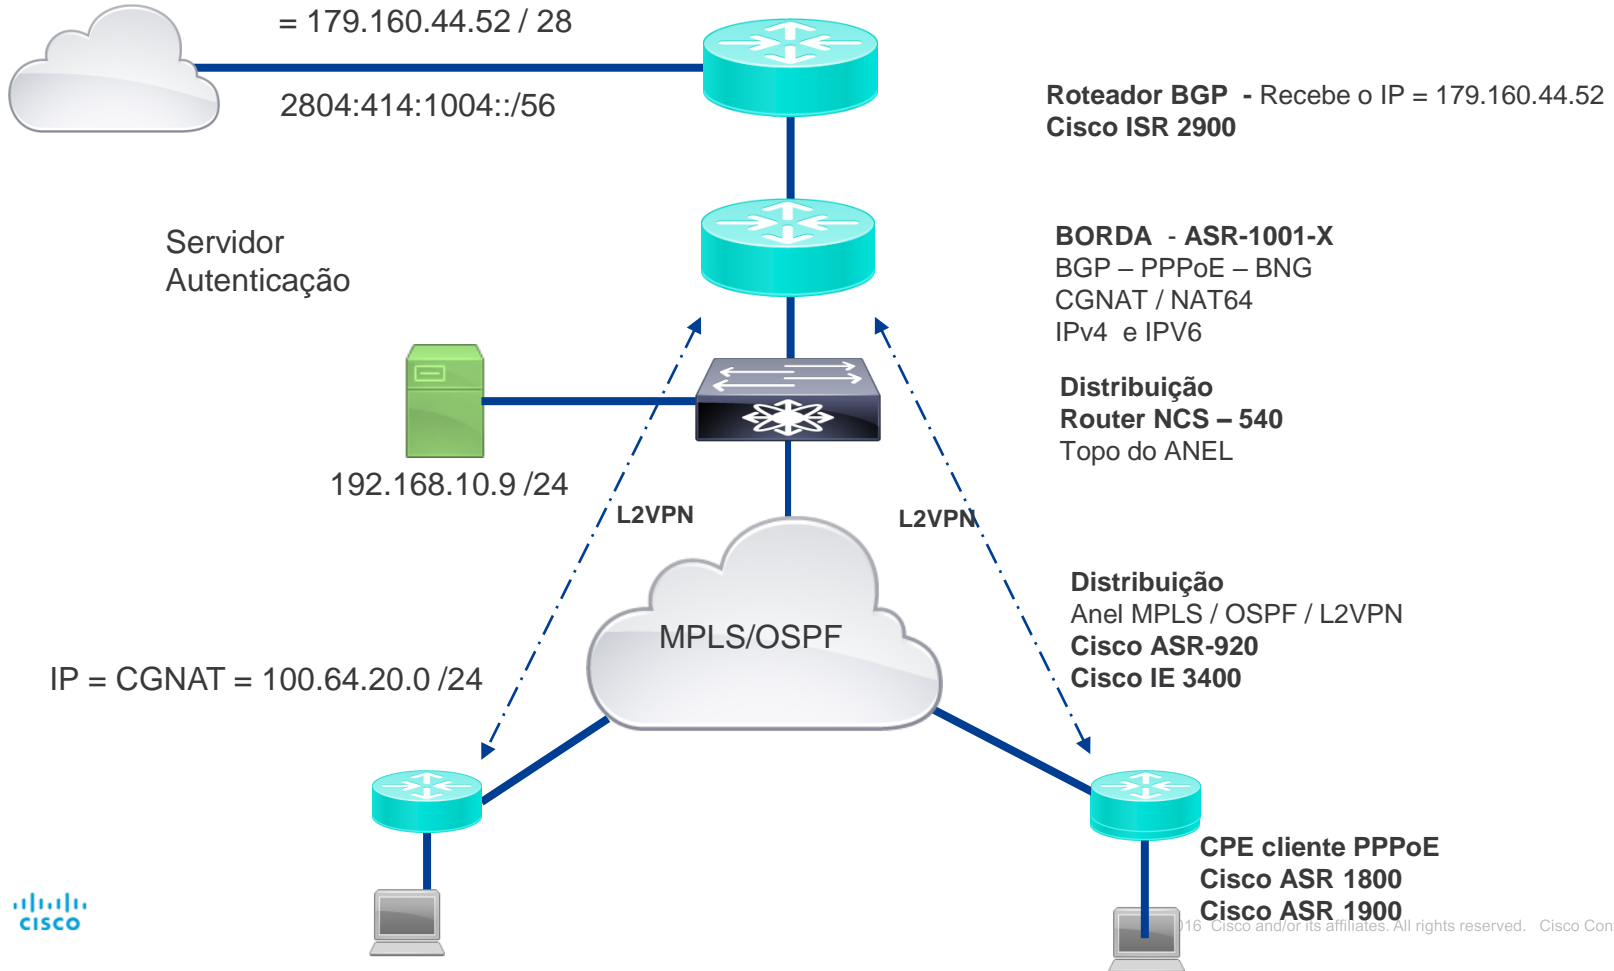 = 179.160.44.52 / 28
2804:414:1004::/56
Roteador BGP - Recebe o IP = 179.160.44.52
Cisco ISR 2900
Servidor
Autenticação
BORDA - ASR-1001-X
BGP – PPPoE – BNG
CGNAT / NAT64
IPv4 e IPV6
Distribuição
Router NCS – 540
Topo do ANEL
192.168.10.9 /24
L2VPN
L2VPN
MPLS/OSPF
Distribuição
Anel MPLS / OSPF / L2VPN
Cisco ASR-920
Cisco IE 3400
IP = CGNAT = 100.64.20.0 /24
CPE cliente PPPoE
Cisco ASR 1800
Cisco ASR 1900
CISCO
16 Cisco and/or its affiliates. All rights reserved. Cisco Con